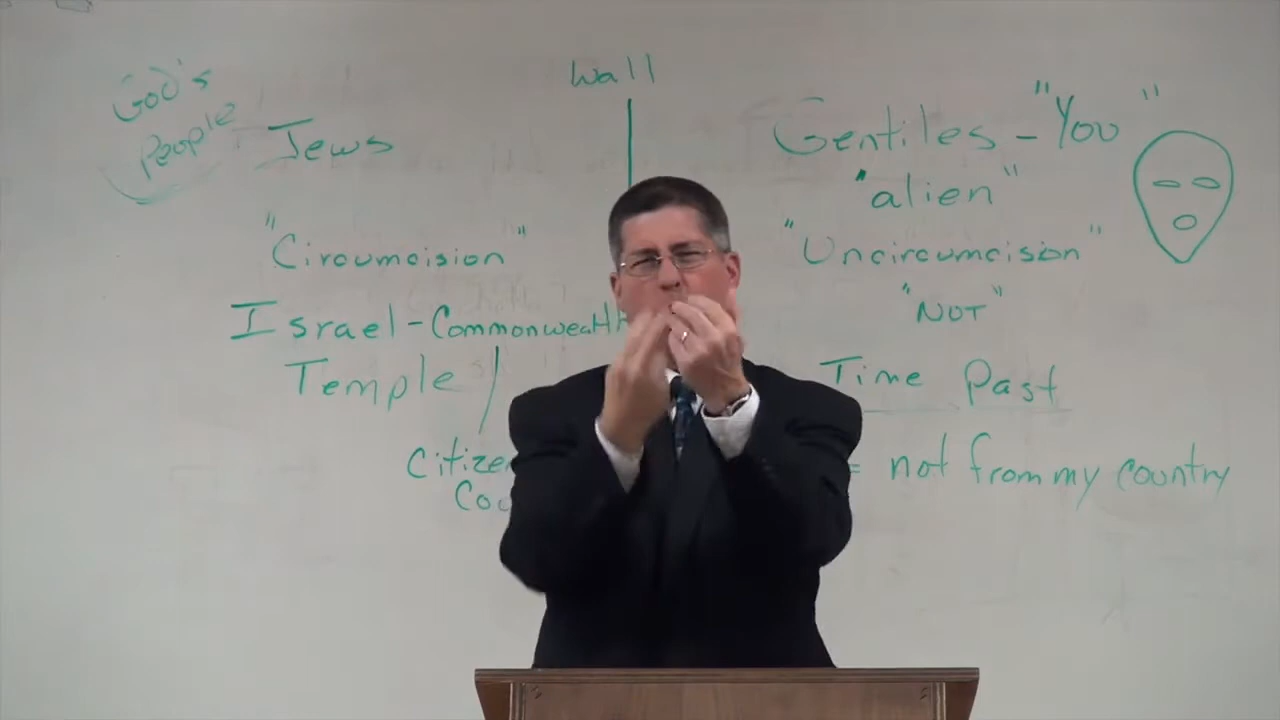 Wall
God's
People
Jews
Gentiles - "You"
"alien"
"Circumcision"
"Uncircumcision"
"NOT"
Israel - Commonwealth
Temple
Time Past
= not from my country